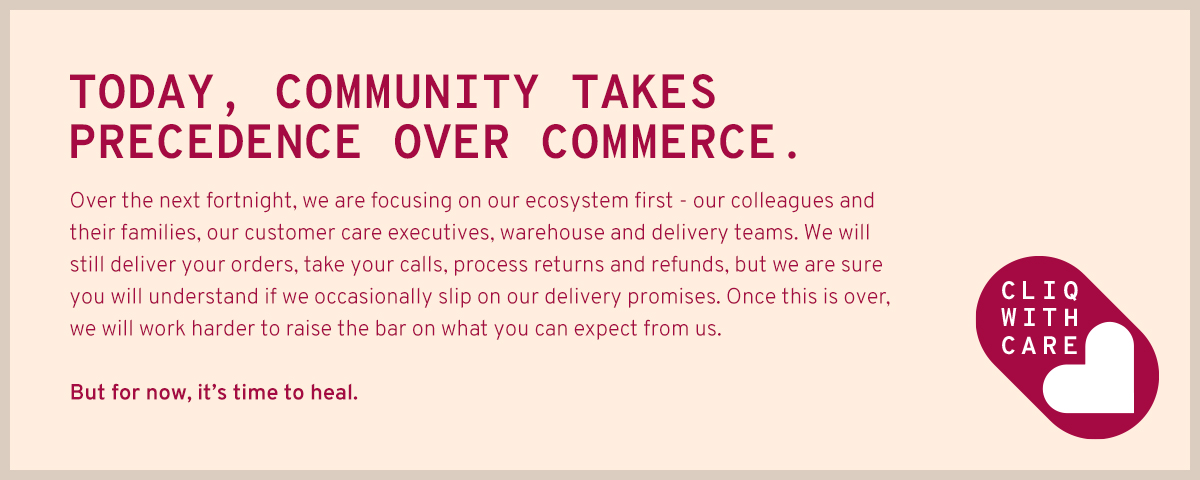 TODAY, COMMUNITY TAKES
PRECEDENCE OVER COMMERCE.
Over the next fortnight, we are focusing on our ecosystem first - our colleagues and
their families, our customer care executives, warehouse and delivery teams. We will
still deliver your orders, take your calls, process returns and refunds, but we are sure
you will understand if we occasionally slip on our delivery promises. Once this is over,
we will work harder to raise the bar on what you can expect from us.
But for now, it’s time to heal.
CLIQ
WITH
CARE